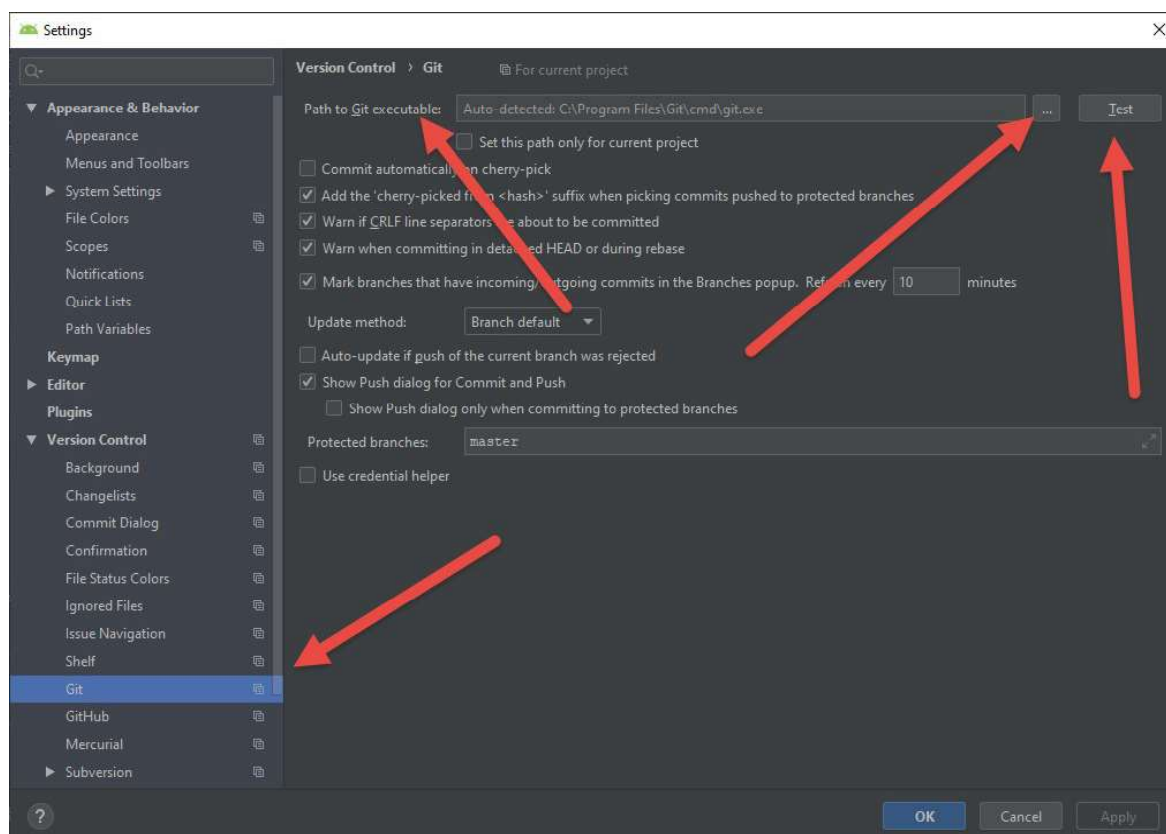 Settings
Appearance & Behavior
Appearance
Menus and Toolbars
System Settings
File Colors
Scopes
Notifications
Quick Lists
Path Variables
Keymap
Editor
Plugins
Version Control
Background
Changelists
Commit Dialog
Confirmation
File Status Colors
Ignored Files
Issue Navigation
Shelf
Git
GitHub
Mercurial
Subversion
?
Version Control › Git For current project
Path to Git executable: Auto-detected: C:\Program Files\Git\cmd\git.exe ... Test
Set this path only for current project
Commit automatically on cherry-pick
Add the 'cherry-picked from <hash>' suffix when picking commits pushed to protected branches
Warn if CRLF line separators are about to be committed
Warn when committing in detached HEAD or during rebase
Mark branches that have incoming/outgoing commits in the Branches popup. Refresh every 10 minutes
Update method: Branch default
Auto-update if push of the current branch was rejected
Show Push dialog for Commit and Push
Show Push dialog only when committing to protected branches
Protected branches: master
Use credential helper
OK Cancel Apply